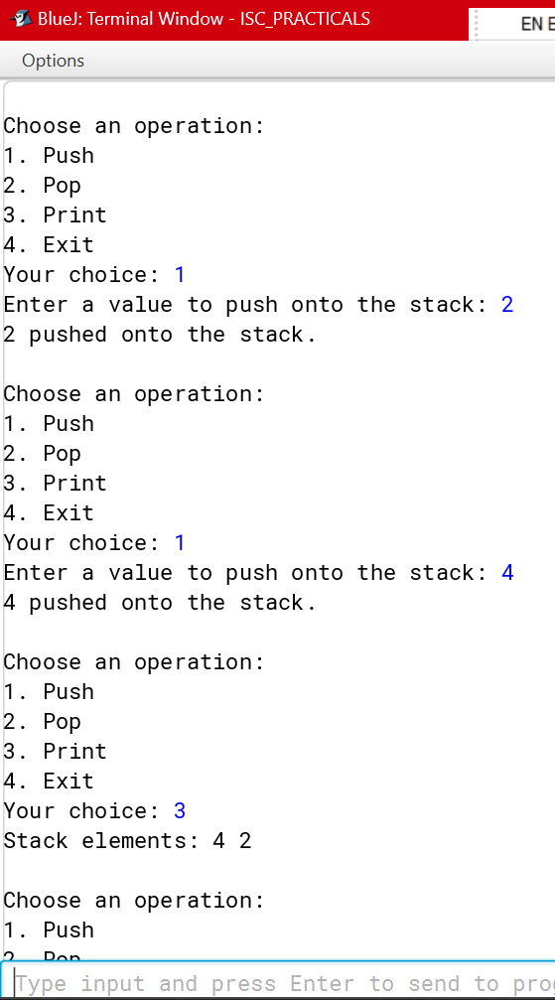 BlueJ: Terminal Window - ISC_PRACTICALS
EN E
Options
Choose an operation:
1. Push
2. Pop
3. Print
4. Exit
Your choice: 1
Enter a value to push onto the stack: 2
2 pushed onto the stack.
Choose an operation:
1. Push
2. Pop
3. Print
4. Exit
Your choice: 1
Enter a value to push onto the stack: 4
4 pushed onto the stack.
Choose an operation:
1. Push
2. Pop
3. Print
4. Exit
Your choice: 3
Stack elements: 4 2
Choose an operation:
1. Push
2. Pop
Type input and press Enter to send to pro